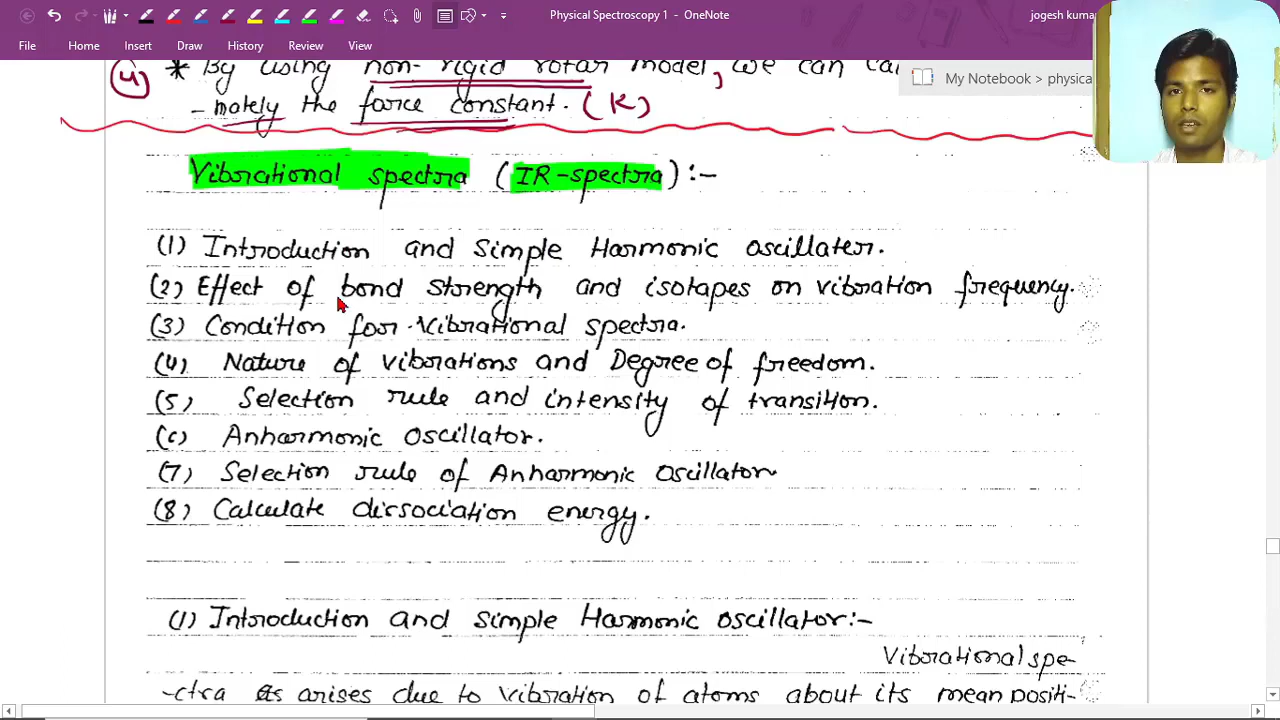 Physical Spectroscopy 1 - OneNote
jogesh kuma
File Home Insert Draw History Review View
(4) * By using non-rigid rotar model, we can cal
My Notebook > physica
-mately the force constant. (K)
Vibrational spectra (IR-spectra) :-
(1) Introduction and Simple Harmonic oscillater.
(2) Effect of bond strength and isotapes on vibration frequency.
(3) Condition for vibrational spectra.
(4) Nature of vibrations and Degree of freedom.
(5) Selection rule and intensity of transition.
(6) Anharmonic Oscillator.
(7) Selection rule of Anharmonic Oscillator
(8) Calculate dissociation energy.
(1) Introduction and simple Harmonic oscillator:-
Vibrational spe-
-ctra is arises due to vibration of atoms about its mean positi-